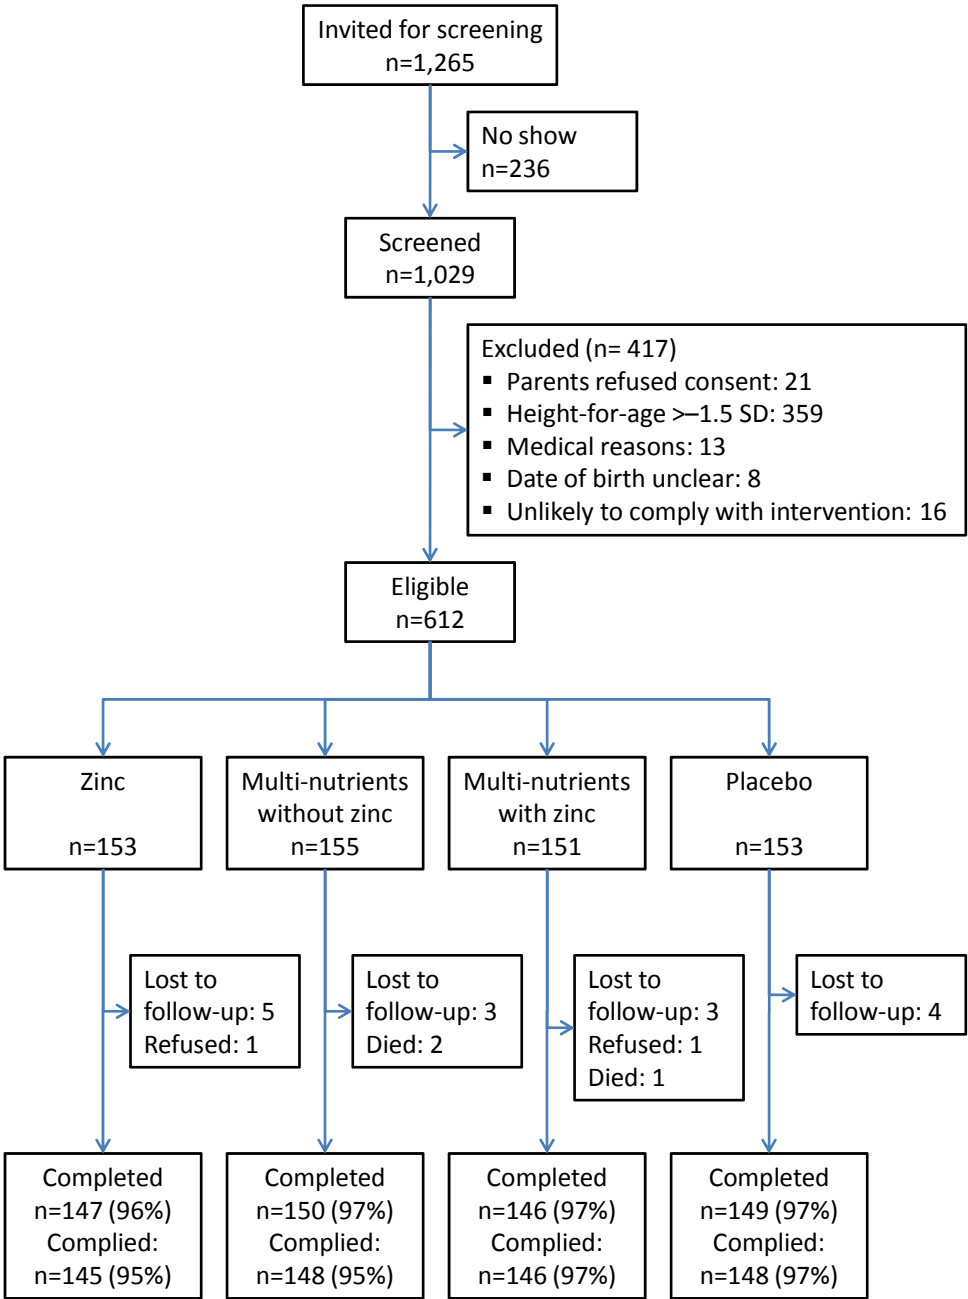 Invited for screening
n=1,265
No show
n=236
Screened
n=1,029
Excluded (n= 417)
▪ Parents refused consent: 21
▪ Height-for-age >–1.5 SD: 359
▪ Medical reasons: 13
▪ Date of birth unclear: 8
▪ Unlikely to comply with intervention: 16
Eligible
n=612
Zinc
n=153
Multi-nutrients
without zinc
n=155
Multi-nutrients
with zinc
n=151
Placebo
n=153
Lost to
follow-up: 5
Refused: 1
Lost to
follow-up: 3
Died: 2
Lost to
follow-up: 3
Refused: 1
Died: 1
Lost to
follow-up: 4
Completed
n=147 (96%)
Complied:
n=145 (95%)
Completed
n=150 (97%)
Complied:
n=148 (95%)
Completed
n=146 (97%)
Complied:
n=146 (97%)
Completed
n=149 (97%)
Complied:
n=148 (97%)